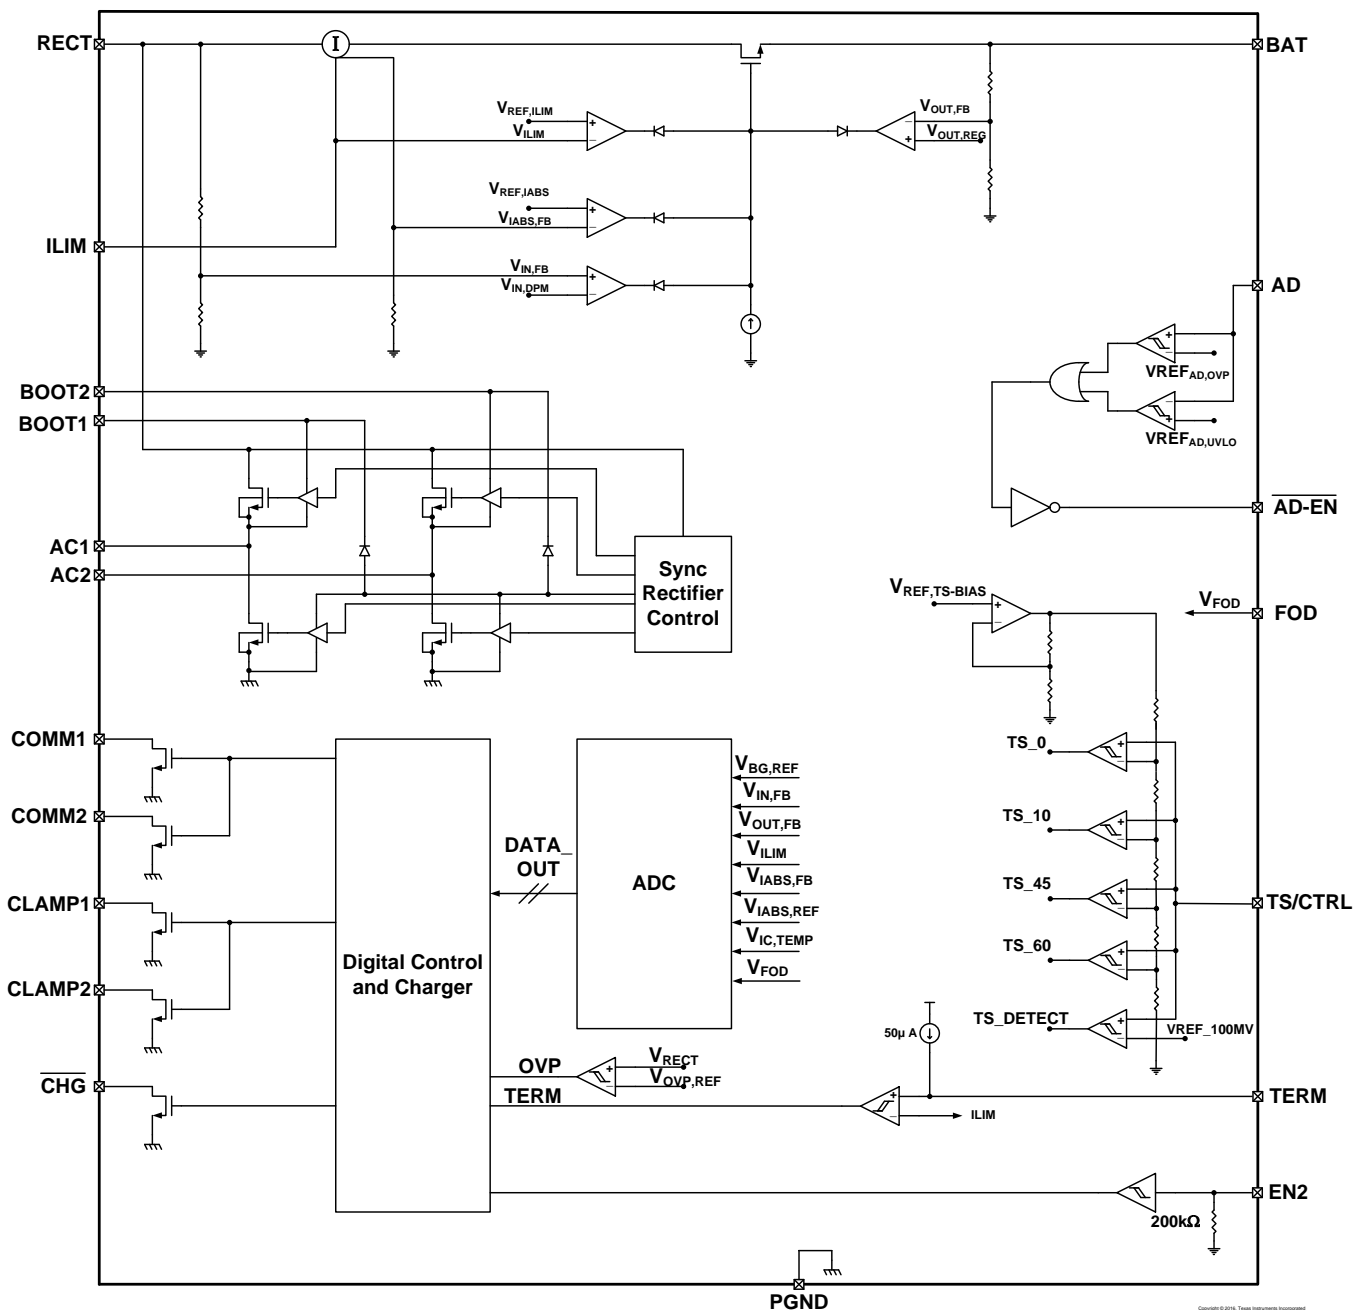 RECT
I
BAT
V_REF,ILIM
V_ILIM
+
−
V_OUT,FB
V_OUT,REG
−
+
V_REF,IABS
V_IABS,FB
+
−
ILIM
V_IN,FB
V_IN,DPM
+
−
AD
+
−
VREF_AD,OVP
−
+
VREF_AD,UVLO
BOOT2
BOOT1
AD-EN
AC1
AC2
Sync
Rectifier
Control
V_REF,TS-BIAS
+
−
V_FOD
FOD
COMM1
COMM2
CLAMP1
CLAMP2
CHG
Digital Control
and Charger
DATA_
OUT
ADC
V_BG,REF
V_IN,FB
V_OUT,FB
V_ILIM
V_IABS,FB
V_IABS,REF
V_IC,TEMP
V_FOD
TS_0
+
−
TS_10
+
−
TS_45
+
−
TS/CTRL
TS_60
+
−
TS_DETECT
+
−
VREF_100MV
50µ A
OVP
+
−
V_RECT
V_OVP,REF
TERM
+
−
ILIM
TERM
EN2
200kΩ
PGND
Copyright © 2016, Texas Instruments Incorporated